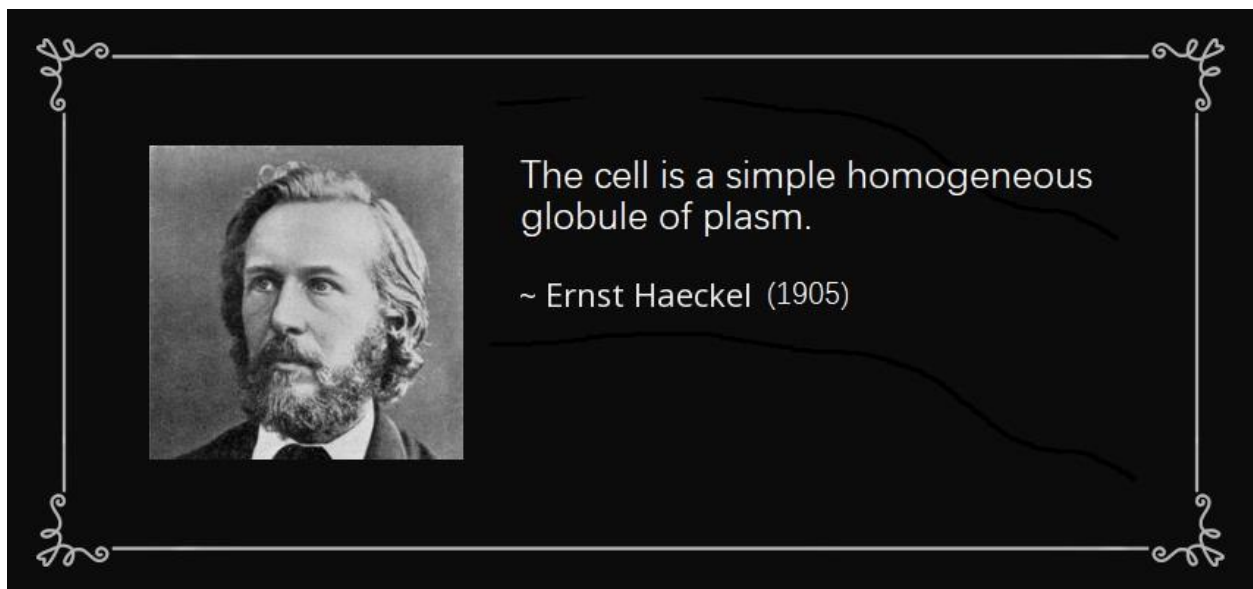 The cell is a simple homogeneous
globule of plasm.
~ Ernst Haeckel (1905)